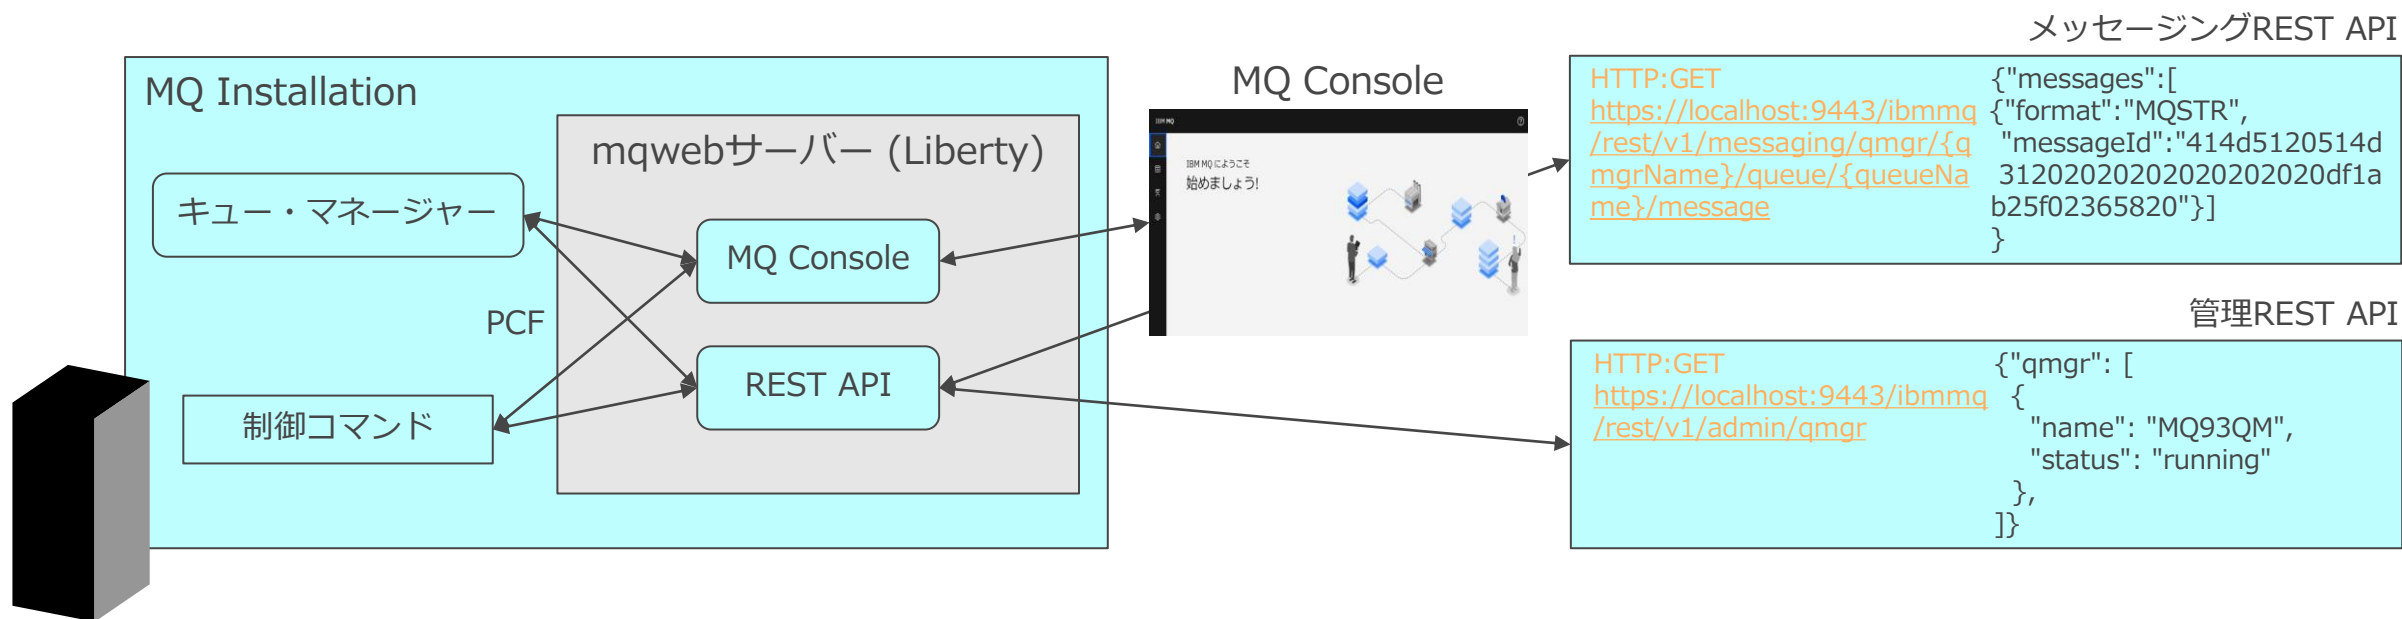 メッセージングREST API
MQ Installation
mqwebサーバー (Liberty)
キュー・マネージャー
MQ Console
REST API
PCF
制御コマンド
MQ Console
IBM MQ
IBM MQ にようこそ
始めましょう!
HTTP:GET
https://localhost:9443/ibmmq
/rest/v1/messaging/qmgr/{q
mgrName}/queue/{queueNa
me}/message
{"messages":[
{"format":"MQSTR",
"messageId":"414d5120514d
31202020202020202020df1a
b25f02365820"}]
}
管理REST API
HTTP:GET
https://localhost:9443/ibmmq
/rest/v1/admin/qmgr
{"qmgr": [
{
"name": "MQ93QM",
"status": "running"
},
]}